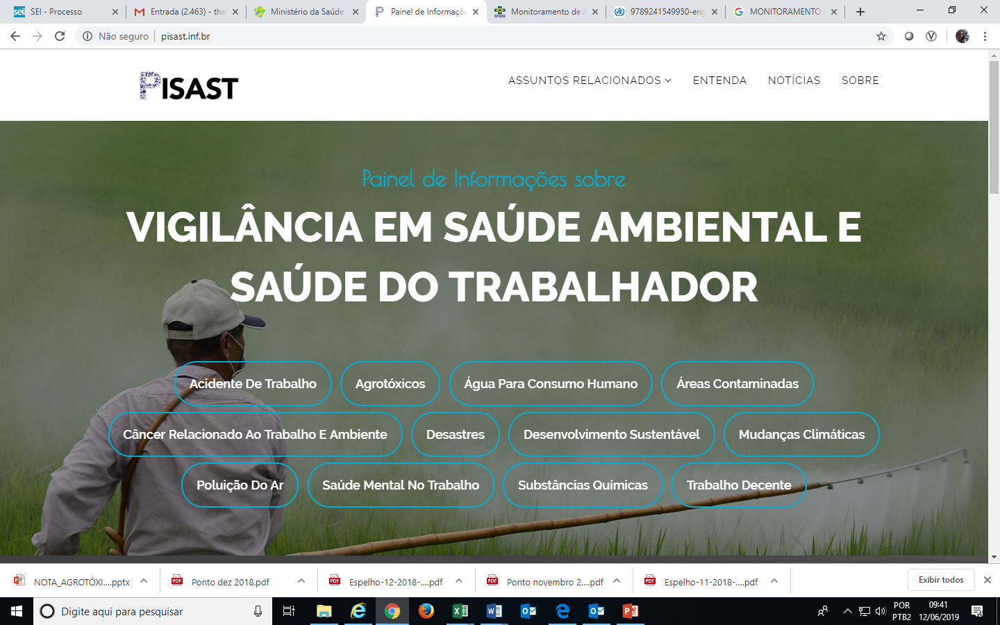 SEI - Processo
Entrada (2.463) - tha
Ministério da Saúde
Painel de Informaçõe
Monitoramento de A
9789241549950-eng
MONITORAMENTO A
Não seguro
pisast.inf.br
PISAST
ASSUNTOS RELACIONADOS
ENTENDA
NOTÍCIAS
SOBRE
Painel de Informações sobre
VIGILÂNCIA EM SAÚDE AMBIENTAL E
SAÚDE DO TRABALHADOR
Acidente De Trabalho
Agrotóxicos
Água Para Consumo Humano
Áreas Contaminadas
Câncer Relacionado Ao Trabalho E Ambiente
Desastres
Desenvolvimento Sustentável
Mudanças Climáticas
Poluição Do Ar
Saúde Mental No Trabalho
Substâncias Químicas
Trabalho Decente
NOTA_AGROTÓXI....pptx
Ponto dez 2018.pdf
Espelho-12-2018-....pdf
Ponto novembro 2....pdf
Espelho-11-2018-....pdf
Exibir todos
Digite aqui para pesquisar
POR
PTB2
09:41
12/06/2019